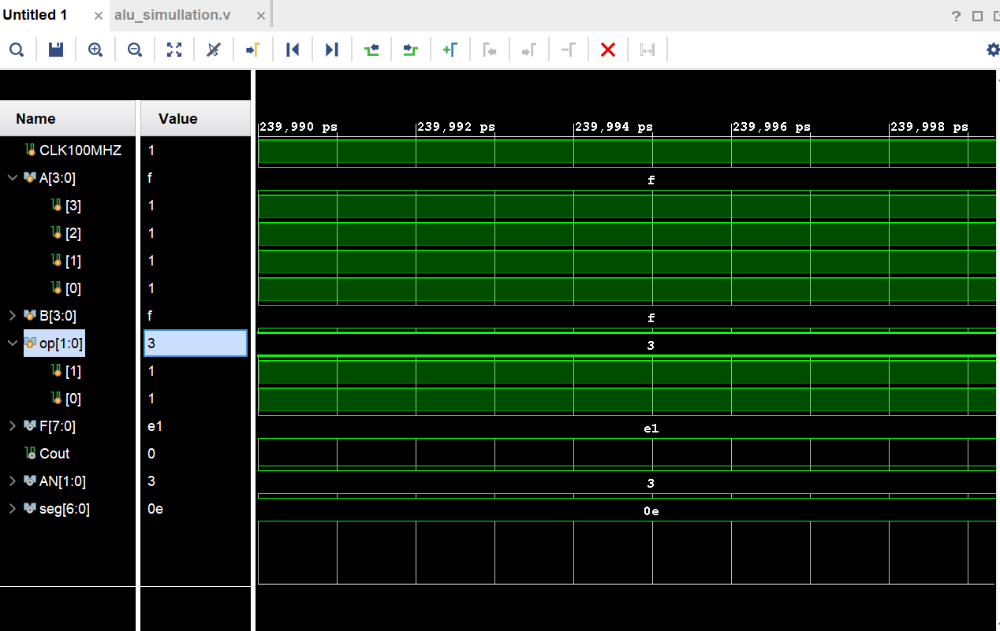 Untitled 1 × alu_simullation.v × ?
Name Value
239,990 ps 239,992 ps 239,994 ps 239,996 ps 239,998 ps
CLK100MHZ 1
A[3:0] f f
[3] 1
[2] 1
[1] 1
[0] 1
B[3:0] f f
op[1:0] 3 3
[1] 1
[0] 1
F[7:0] e1 e1
Cout 0
AN[1:0] 3 3
seg[6:0] 0e 0e